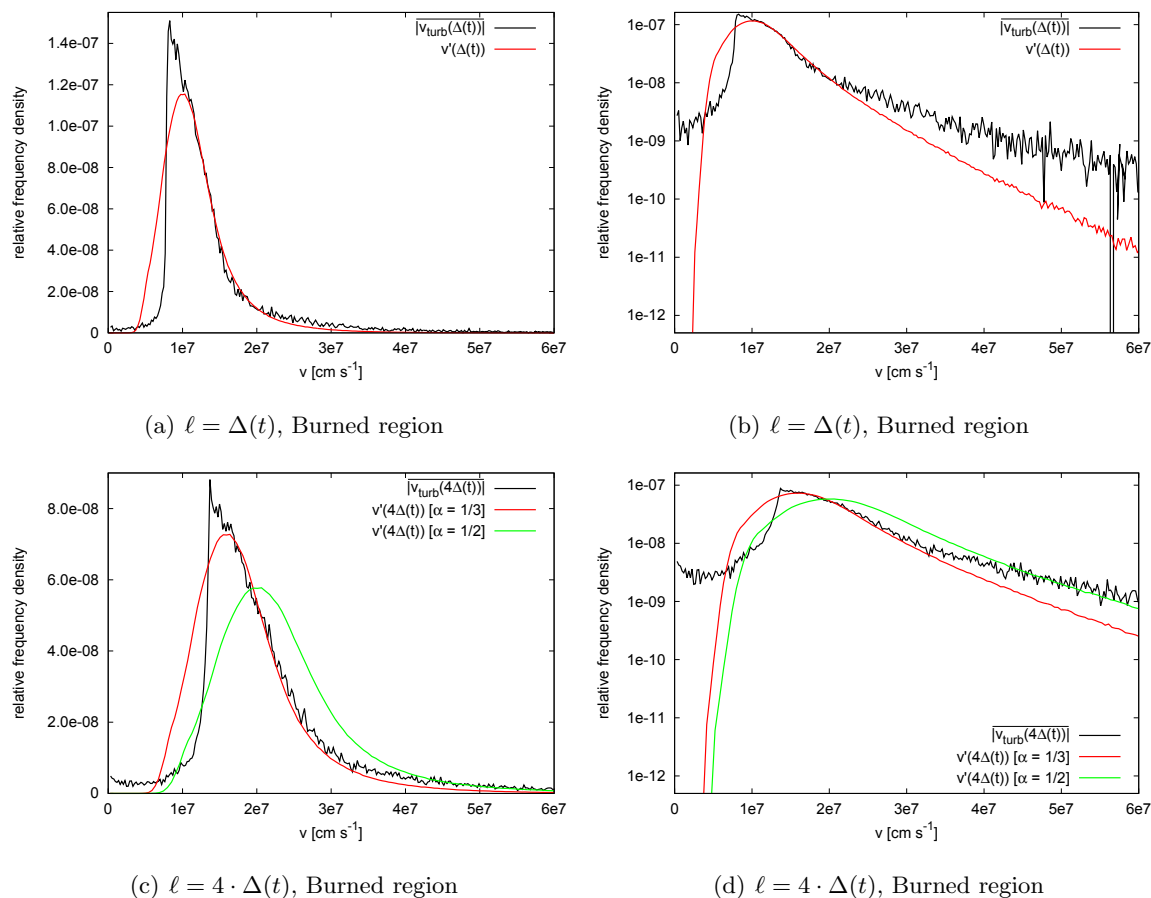 relative frequency density
1.4e-07
1.2e-07
1.0e-07
8.0e-08
6.0e-08
4.0e-08
2.0e-08
0
0
1e7
2e7
3e7
4e7
5e7
6e7
v [cm s⁻¹]
|v_turb(Δ(t))|
v'(Δ(t))
(a) ℓ = Δ(t), Burned region
relative frequency density
1e-07
1e-08
1e-09
1e-10
1e-11
1e-12
0
1e7
2e7
3e7
4e7
5e7
6e7
v [cm s⁻¹]
|v_turb(Δ(t))|
v'(Δ(t))
(b) ℓ = Δ(t), Burned region
relative frequency density
8.0e-08
6.0e-08
4.0e-08
2.0e-08
0
0
1e7
2e7
3e7
4e7
5e7
6e7
v [cm s⁻¹]
|v_turb(4Δ(t))|
v'(4Δ(t)) [α = 1/3]
v'(4Δ(t)) [α = 1/2]
(c) ℓ = 4 · Δ(t), Burned region
relative frequency density
1e-07
1e-08
1e-09
1e-10
1e-11
1e-12
0
1e7
2e7
3e7
4e7
5e7
6e7
v [cm s⁻¹]
|v_turb(4Δ(t))|
v'(4Δ(t)) [α = 1/3]
v'(4Δ(t)) [α = 1/2]
(d) ℓ = 4 · Δ(t), Burned region